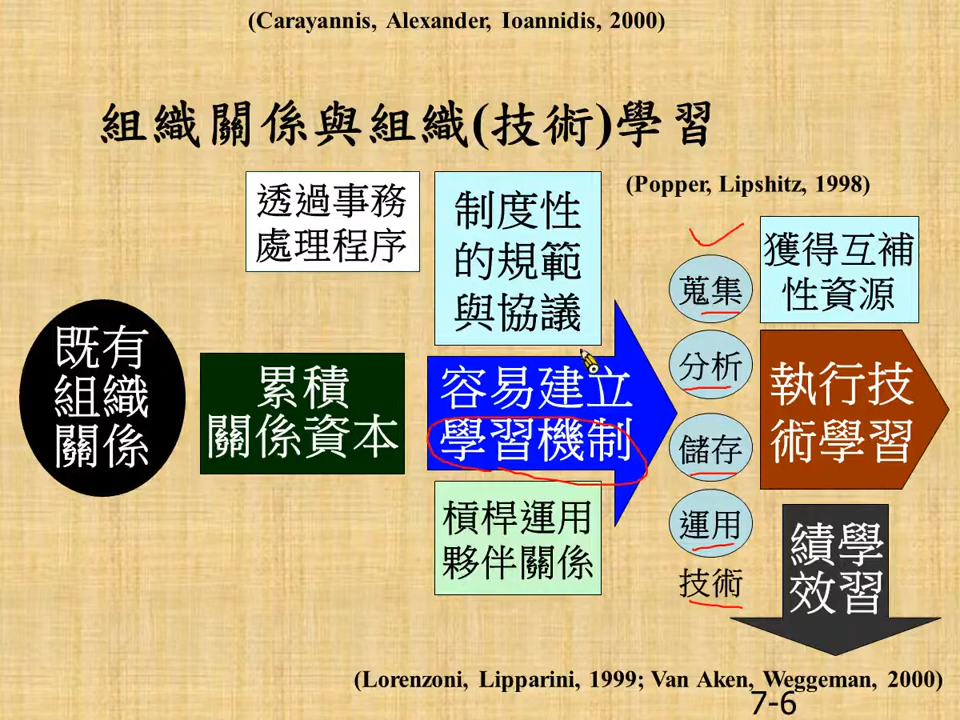 (Carayannis, Alexander, Ioannidis, 2000)
組織關係與組織(技術)學習
(Popper, Lipshitz, 1998)
透過事務
處理程序
制度性
的規範
與協議
獲得互補
性資源
既有
組織
關係
累積
關係資本
容易建立
學習機制
蒐集
分析
儲存
運用
技術
執行技
術學習
槓桿運用
夥伴關係
績學
效習
(Lorenzoni, Lipparini, 1999; Van Aken, Weggeman, 2000)
7-6